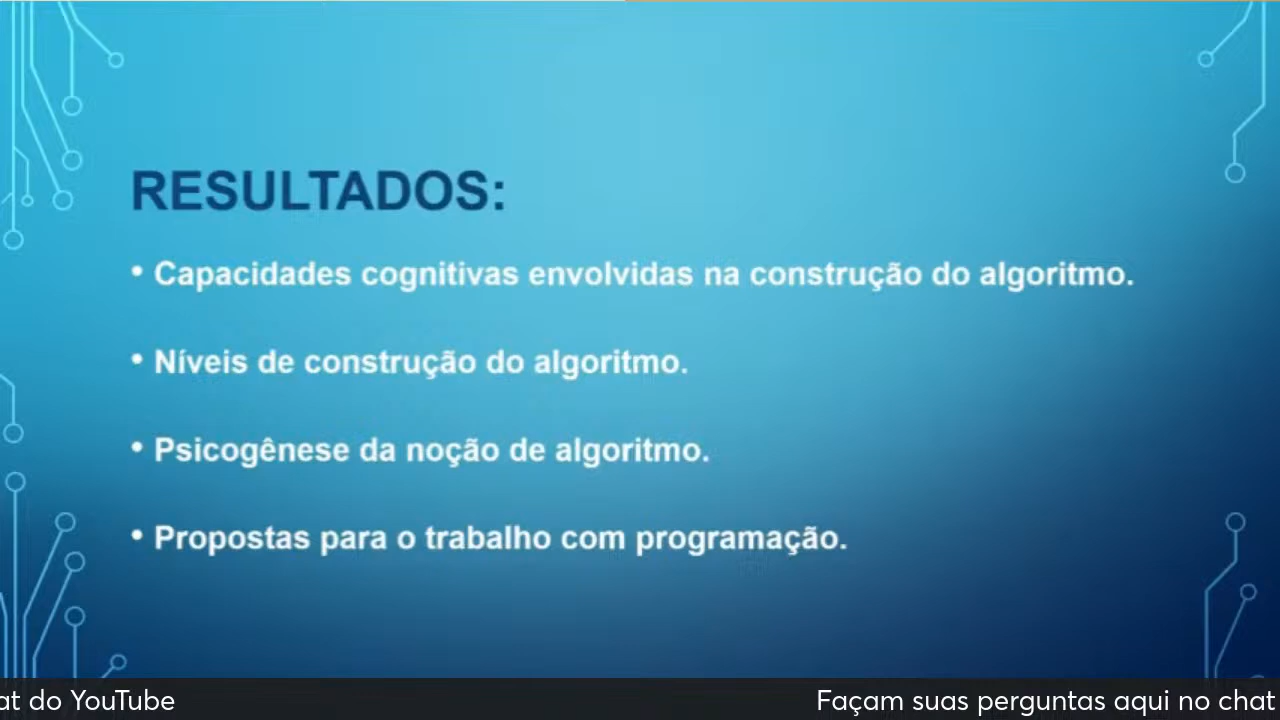 RESULTADOS:
• Capacidades cognitivas envolvidas na construção do algoritmo.
• Níveis de construção do algoritmo.
• Psicogênese da noção de algoritmo.
• Propostas para o trabalho com programação.
at do YouTube
Façam suas perguntas aqui no chat